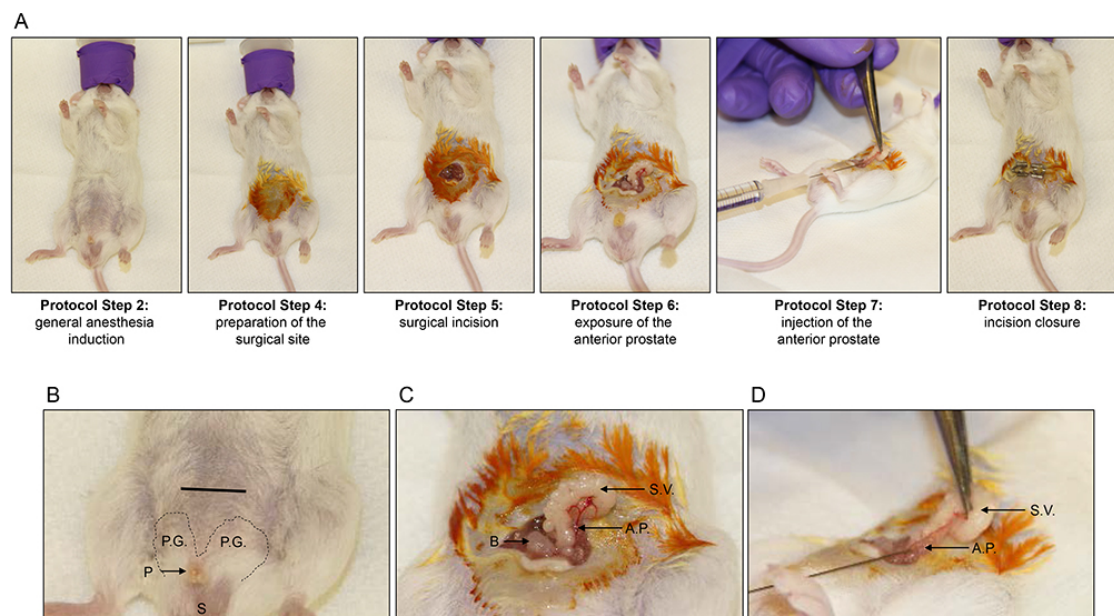 A
Protocol Step 2:
general anesthesia
induction
Protocol Step 4:
preparation of the
surgical site
Protocol Step 5:
surgical incision
Protocol Step 6:
exposure of the
anterior prostate
Protocol Step 7:
injection of the
anterior prostate
Protocol Step 8:
incision closure
B
P.G.
P.G.
P
S
C
S.V.
A.P.
B
D
S.V.
A.P.